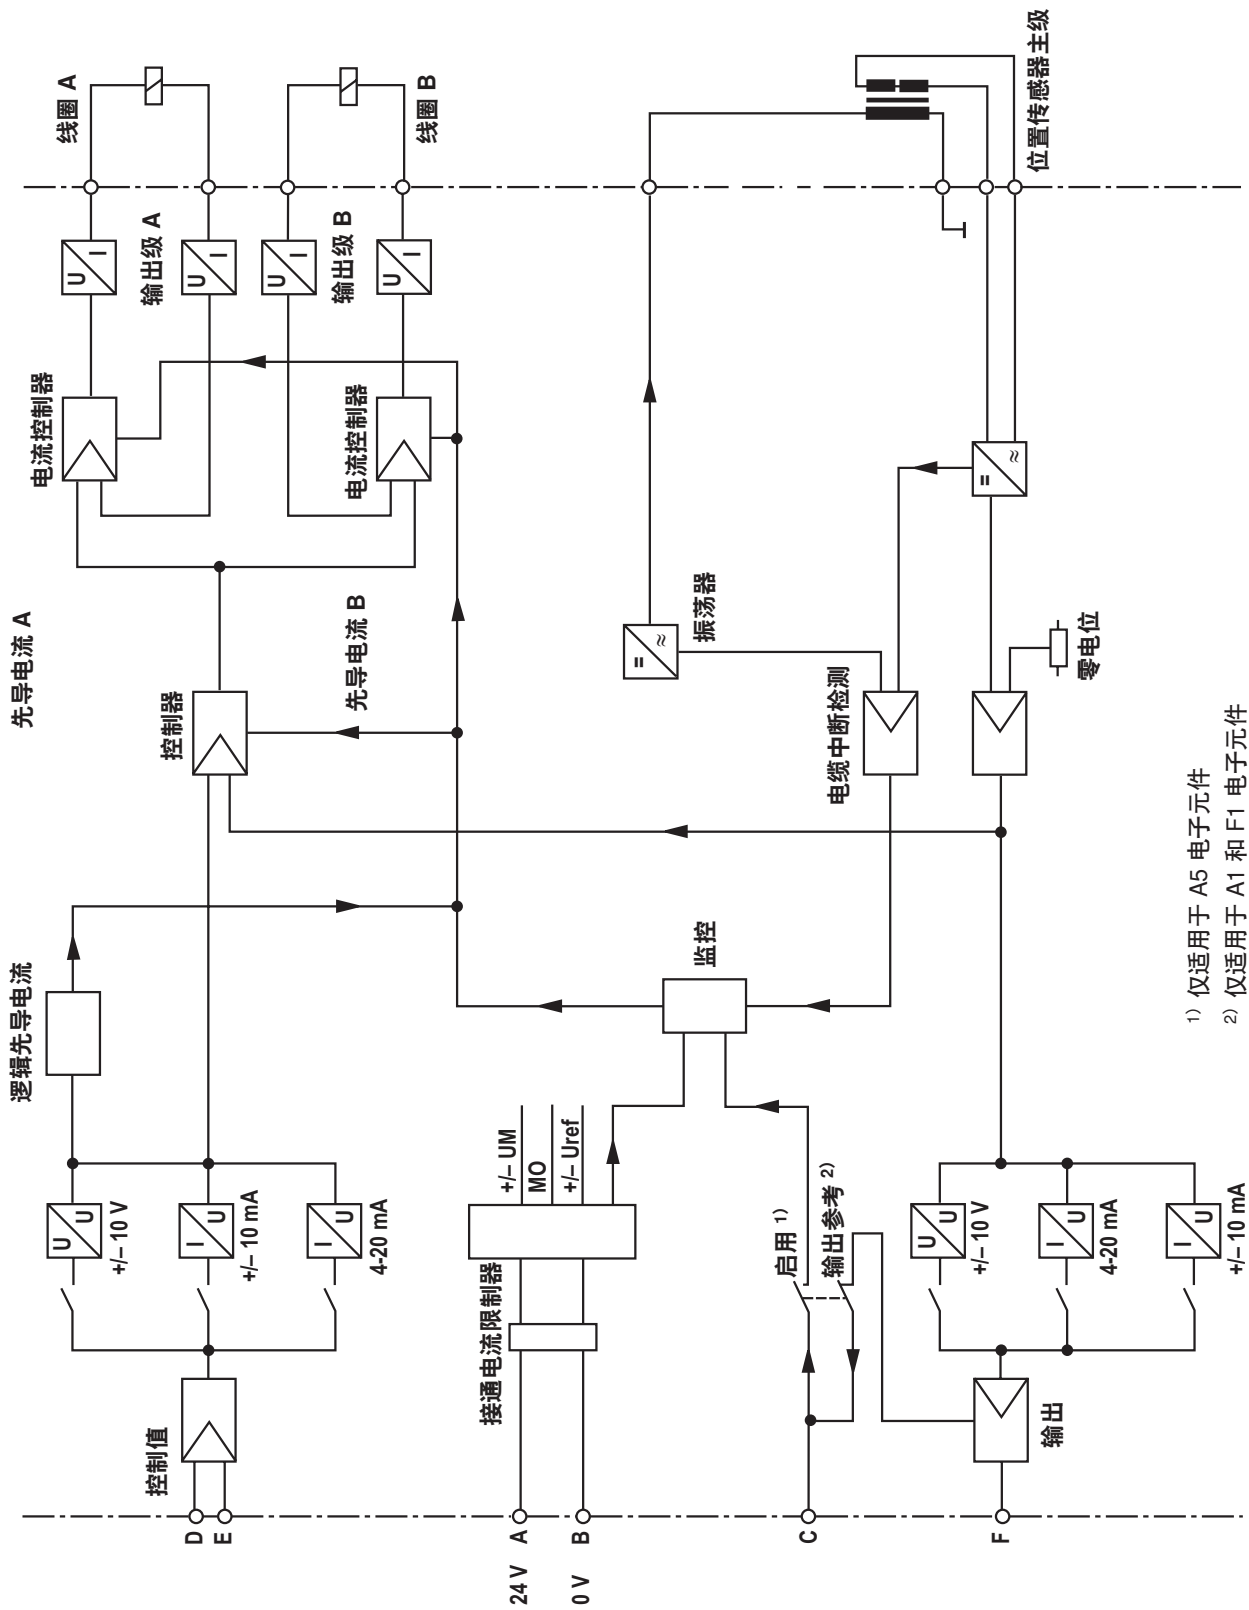 线圈 A
线圈 B
位置传感器主级
U
I
输出级 A
U
I
U
I
输出级 B
U
I
电流控制器
电流控制器
=
≈
先导电流 A
控制器
先导电流 B
=
≈
振荡器
电缆中断检测
零电位
逻辑先导电流
监控
U
U
+/– 10 V
I
U
+/– 10 mA
I
U
4-20 mA
+/– UM
MO
+/– Uref
接通电流限制器
启用 1)
输出参考 2)
U
U
+/– 10 V
I
U
4-20 mA
I
U
+/– 10 mA
控制值
输出
D
E
24 V A
0 V B
C
F
1) 仅适用于 A5 电子元件
2) 仅适用于 A1 和 F1 电子元件